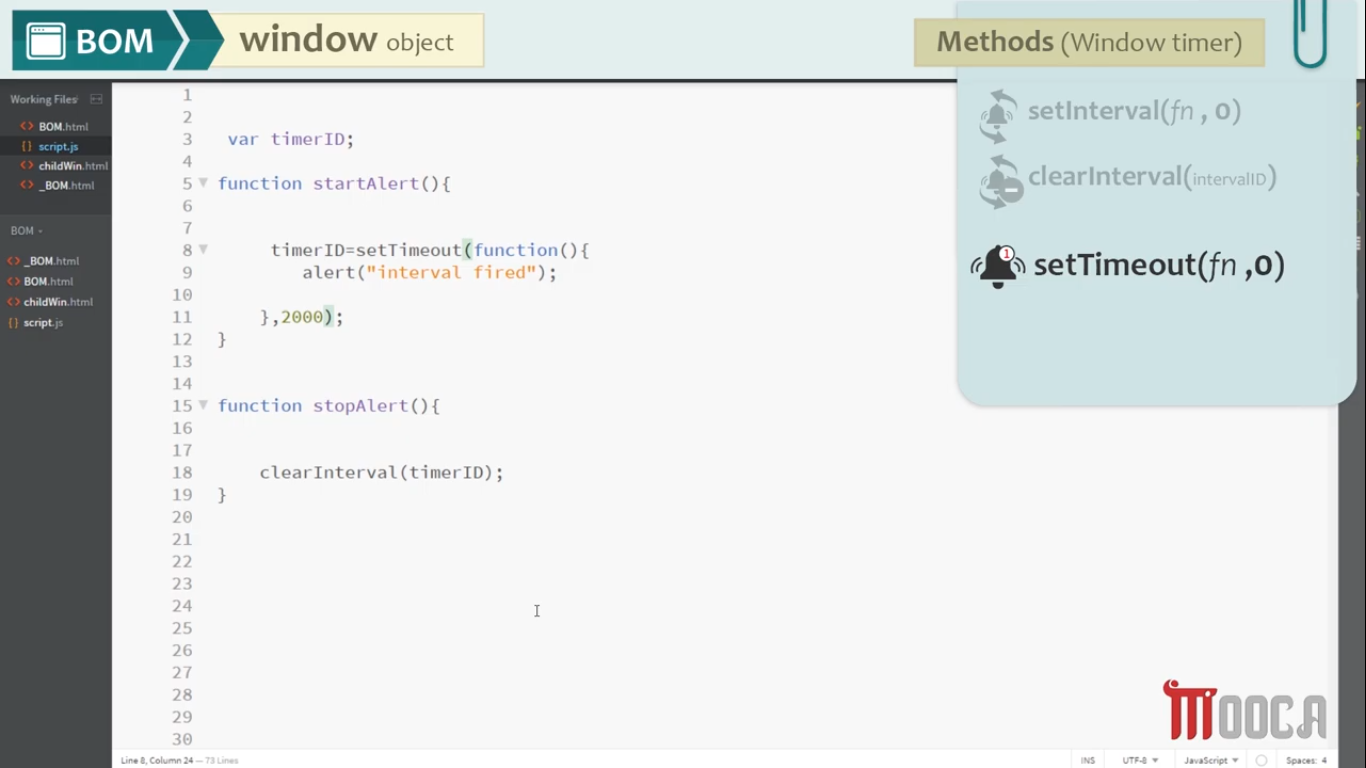 BOM window object
Methods (Window timer)
setInterval(fn , 0)
clearInterval(intervalID)
1
setTimeout(fn ,0)
Working Files
BOM.html
script.js
childWin.html
_BOM.html
BOM
_BOM.html
BOM.html
childWin.html
script.js
1
2
3 var timerID;
4
5 function startAlert(){
6
7
8 timerID=setTimeout(function(){
9 alert("interval fired");
10
11 },2000);
12 }
13
14
15 function stopAlert(){
16
17
18 clearInterval(timerID);
19 }
20
21
22
23
24
25
26
27
28
29
30
MOOCA
Line 8, Column 24 — 73 Lines
INS UTF-8 JavaScript Spaces: 4